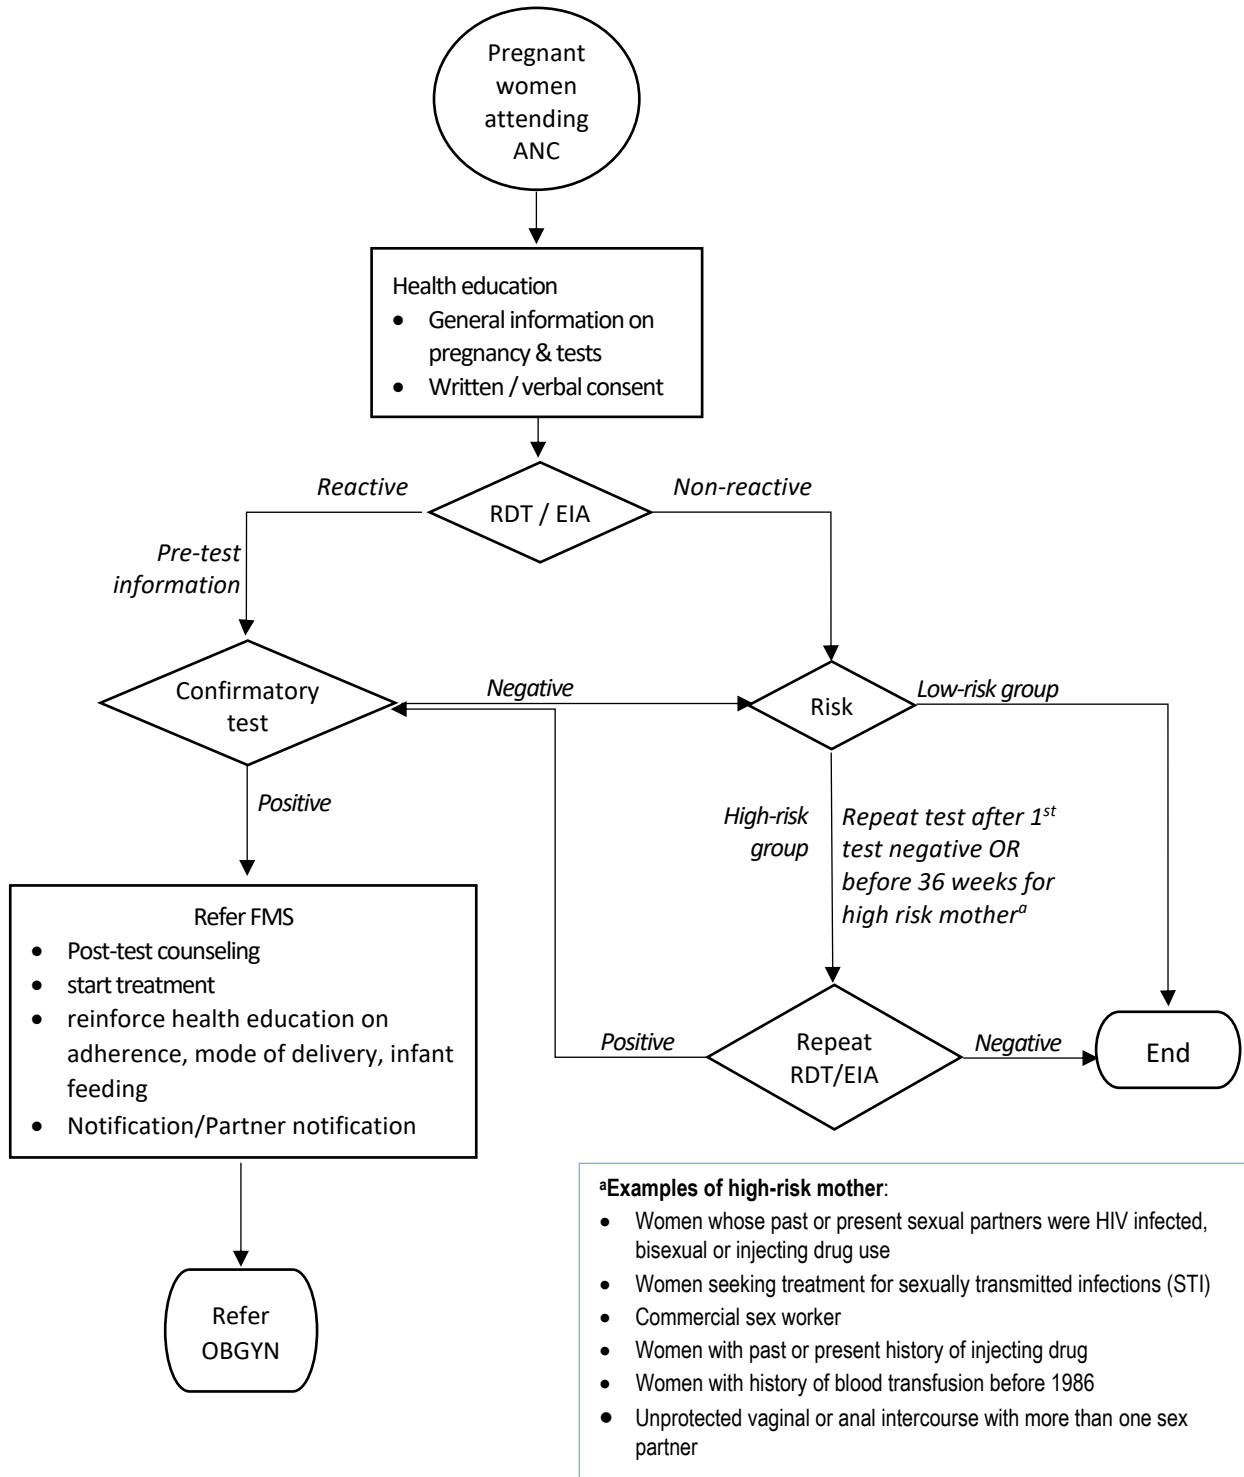 Pregnant
women
attending
ANC
Health education
• General information on
pregnancy & tests
• Written / verbal consent
Reactive
Non-reactive
RDT / EIA
Pre-test
information
Confirmatory
test
Negative
Risk
Low-risk group
Positive
High-risk
group
Repeat test after 1st
test negative OR
before 36 weeks for
high risk mothera
Refer FMS
• Post-test counseling
• start treatment
• reinforce health education on
adherence, mode of delivery, infant
feeding
• Notification/Partner notification
Positive
Repeat
RDT/EIA
Negative
End
Refer
OBGYN
aExamples of high-risk mother:
• Women whose past or present sexual partners were HIV infected,
bisexual or injecting drug use
• Women seeking treatment for sexually transmitted infections (STI)
• Commercial sex worker
• Women with past or present history of injecting drug
• Women with history of blood transfusion before 1986
• Unprotected vaginal or anal intercourse with more than one sex
partner